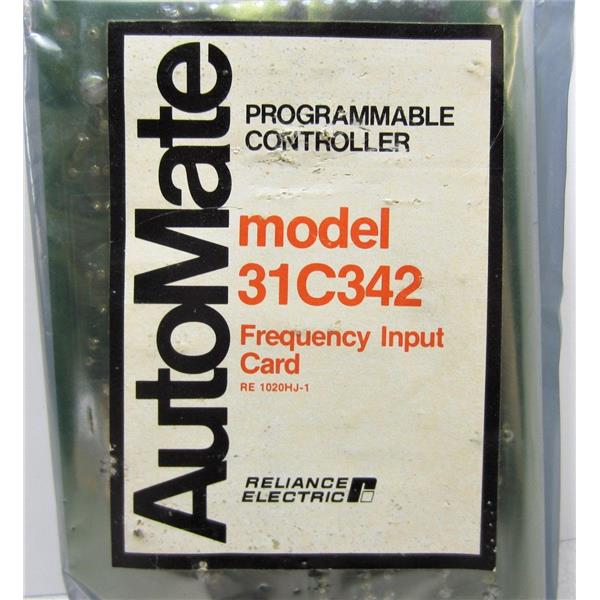 AutoMate
PROGRAMMABLE
CONTROLLER
model
31C342
Frequency Input
Card
RE 1020HJ-1
RELIANCE
ELECTRIC